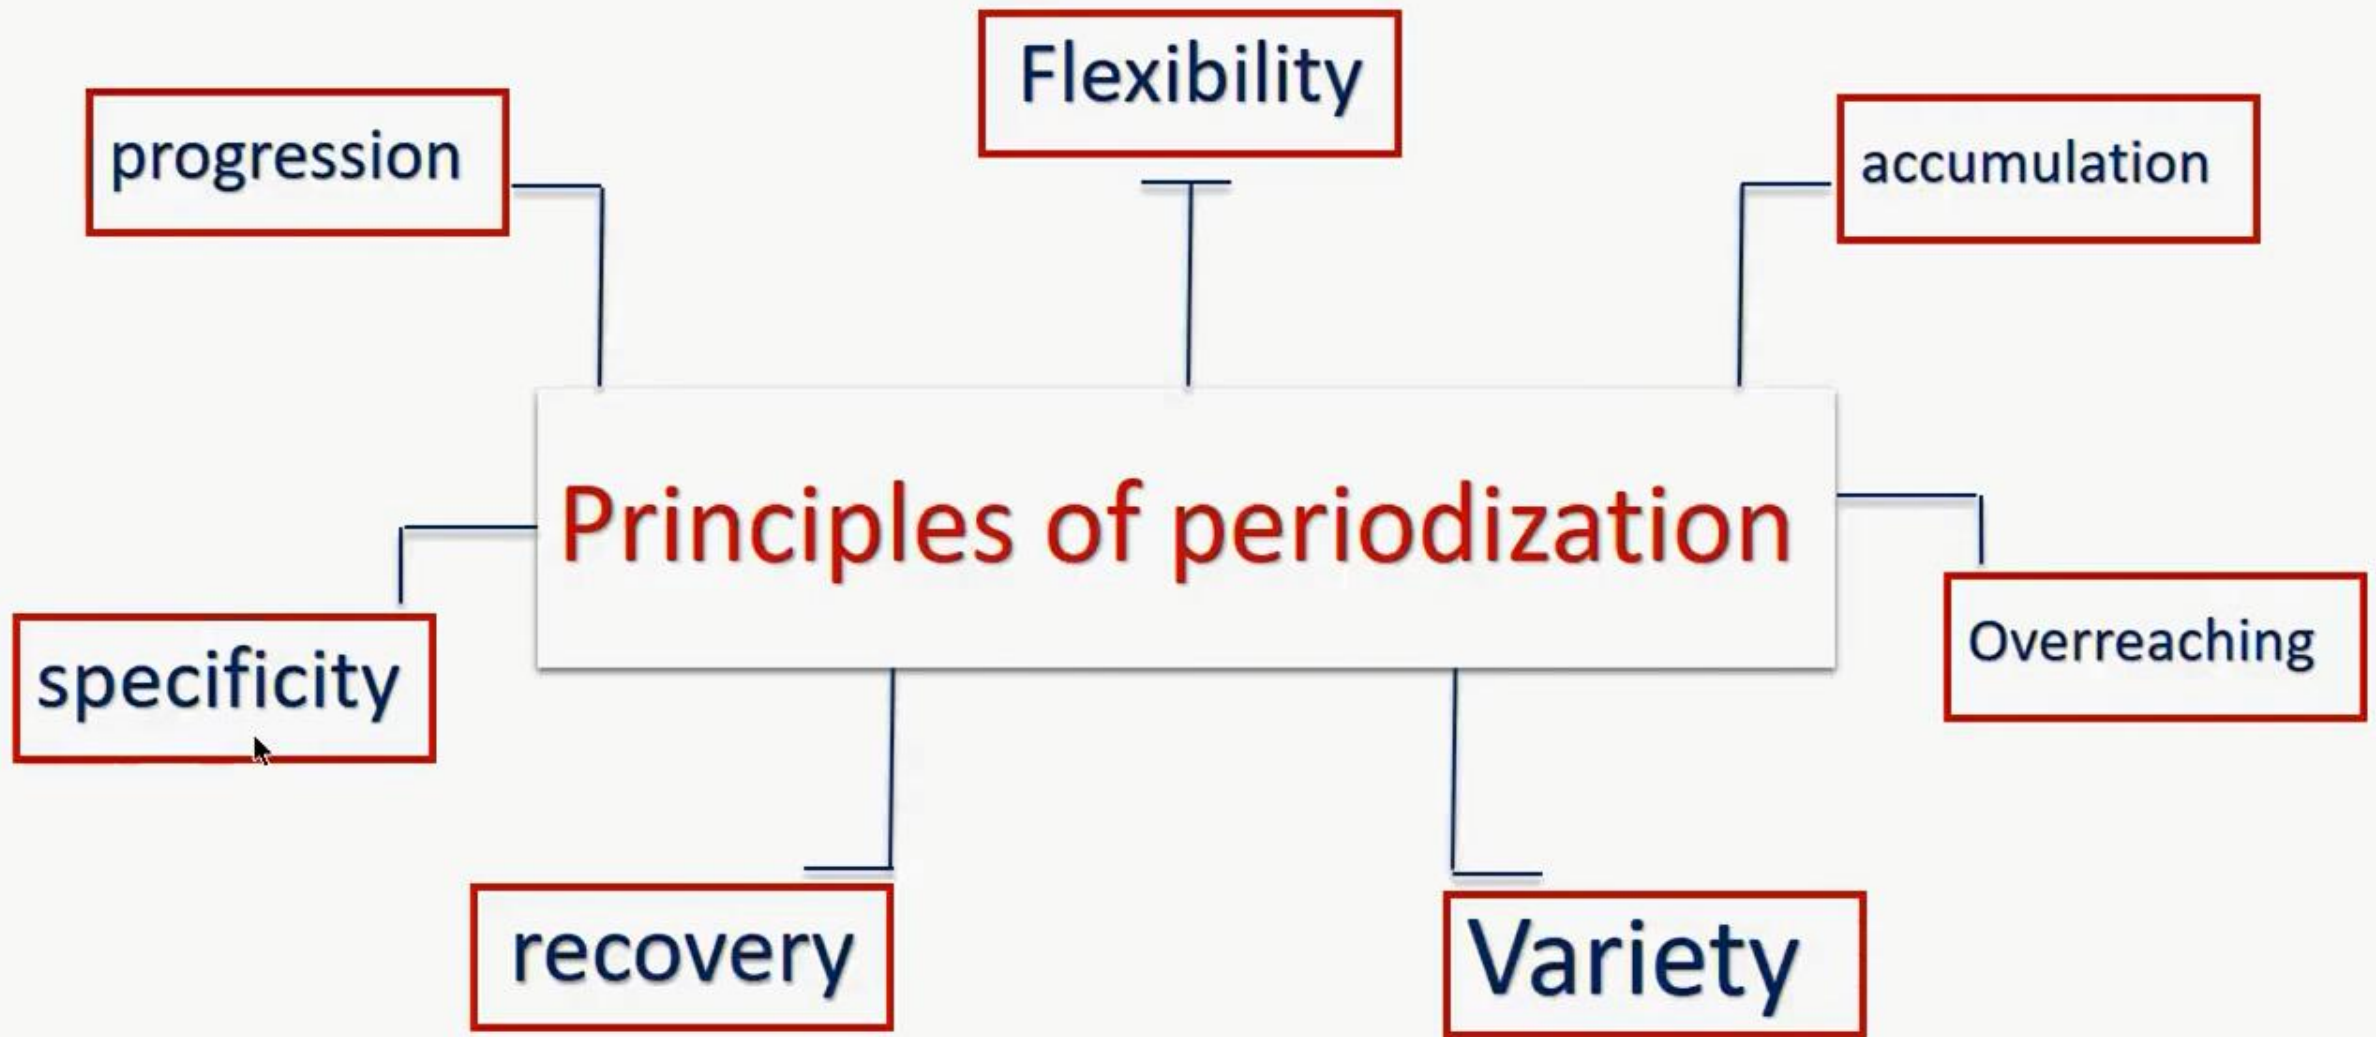 Flexibility
progression
accumulation
Principles of periodization
Overreaching
specificity
recovery
Variety